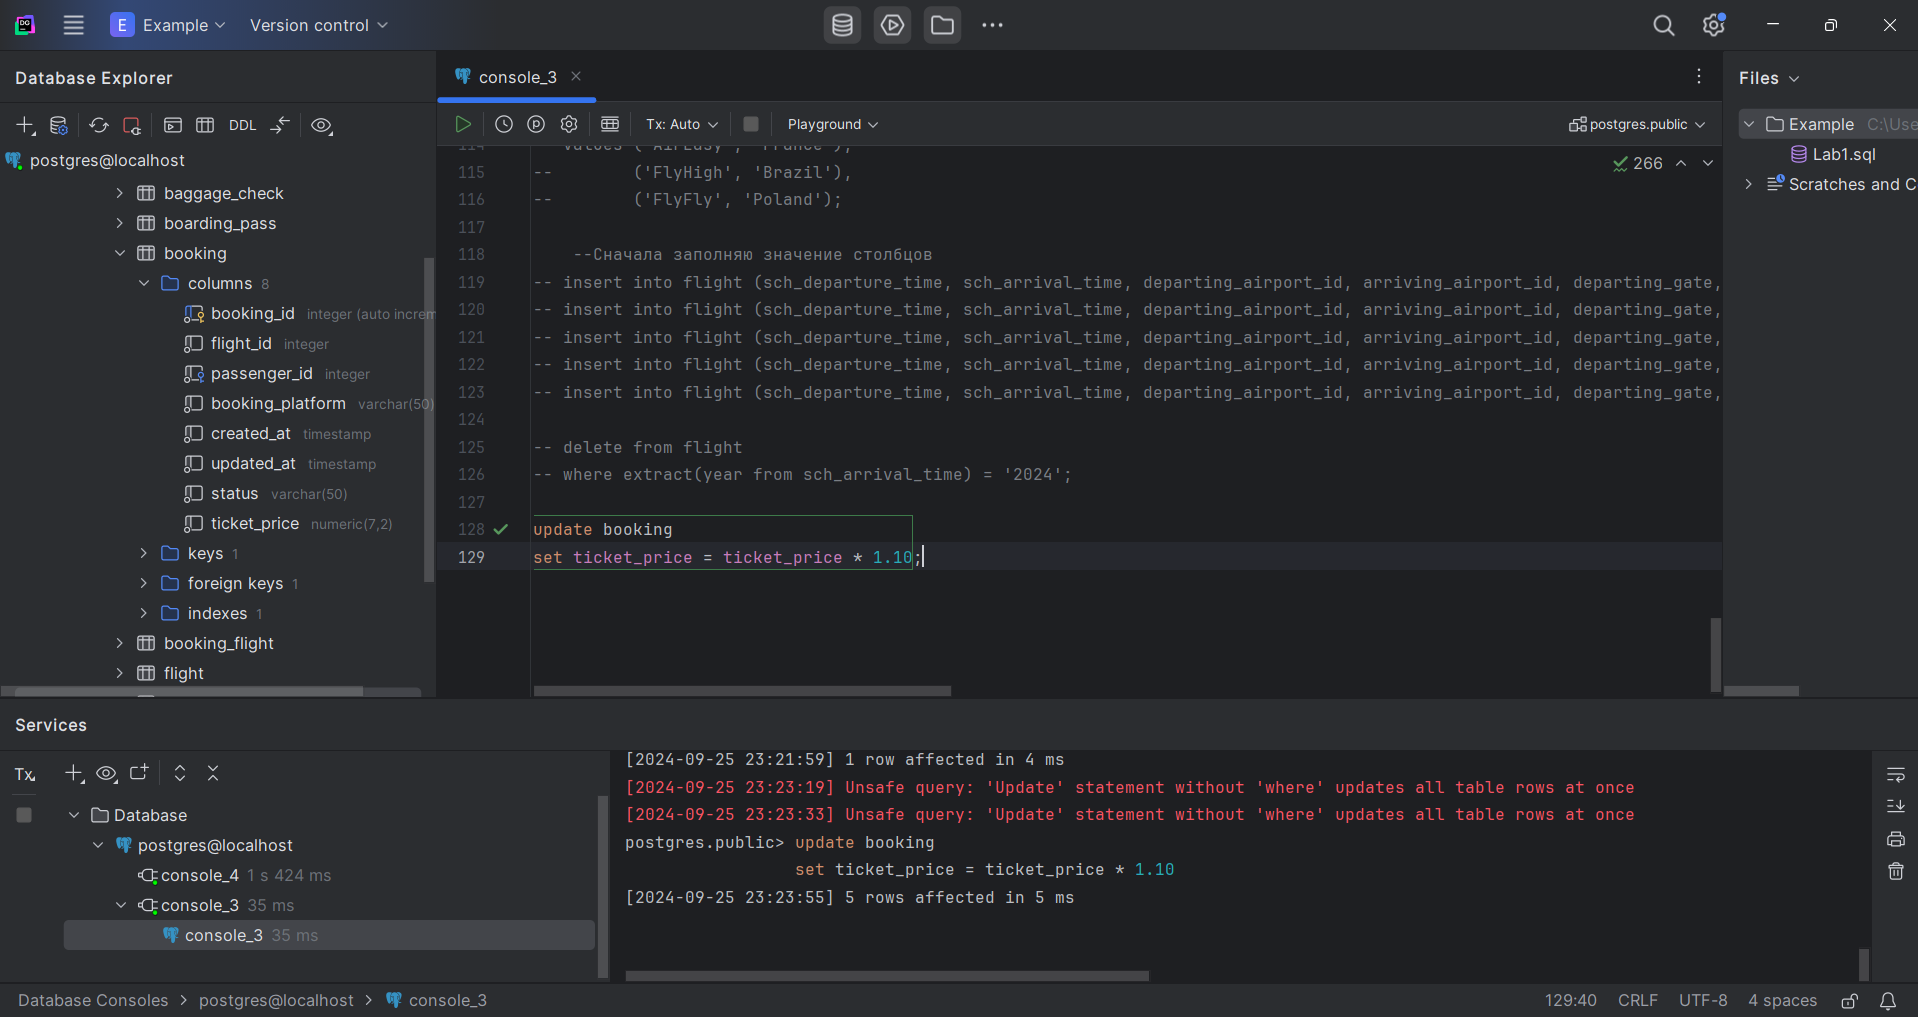 E Example Version control
Database Explorer
DDL
postgres@localhost
baggage_check
boarding_pass
booking
columns 8
booking_id integer (auto increm
flight_id integer
passenger_id integer
booking_platform varchar(50)
created_at timestamp
updated_at timestamp
status varchar(50)
ticket_price numeric(7,2)
keys 1
foreign keys 1
indexes 1
booking_flight
flight
console_3
Tx: Auto Playground postgres.public
266
114 values ('AirEasy', 'France'),
115 -- ('FlyHigh', 'Brazil'),
116 -- ('FlyFly', 'Poland');
117
118 --Сначала заполняю значение столбцов
119 -- insert into flight (sch_departure_time, sch_arrival_time, departing_airport_id, arriving_airport_id, departing_gate,
120 -- insert into flight (sch_departure_time, sch_arrival_time, departing_airport_id, arriving_airport_id, departing_gate,
121 -- insert into flight (sch_departure_time, sch_arrival_time, departing_airport_id, arriving_airport_id, departing_gate,
122 -- insert into flight (sch_departure_time, sch_arrival_time, departing_airport_id, arriving_airport_id, departing_gate,
123 -- insert into flight (sch_departure_time, sch_arrival_time, departing_airport_id, arriving_airport_id, departing_gate,
124
125 -- delete from flight
126 -- where extract(year from sch_arrival_time) = '2024';
127
128 update booking
129 set ticket_price = ticket_price * 1.10;
Files
Example C:\Use
Lab1.sql
Scratches and C
Services
Tx
Database
postgres@localhost
console_4 1 s 424 ms
console_3 35 ms
console_3 35 ms
[2024-09-25 23:21:59] 1 row affected in 4 ms
[2024-09-25 23:23:19] Unsafe query: 'Update' statement without 'where' updates all table rows at once
[2024-09-25 23:23:33] Unsafe query: 'Update' statement without 'where' updates all table rows at once
postgres.public> update booking
set ticket_price = ticket_price * 1.10
[2024-09-25 23:23:55] 5 rows affected in 5 ms
Database Consoles > postgres@localhost > console_3
129:40 CRLF UTF-8 4 spaces